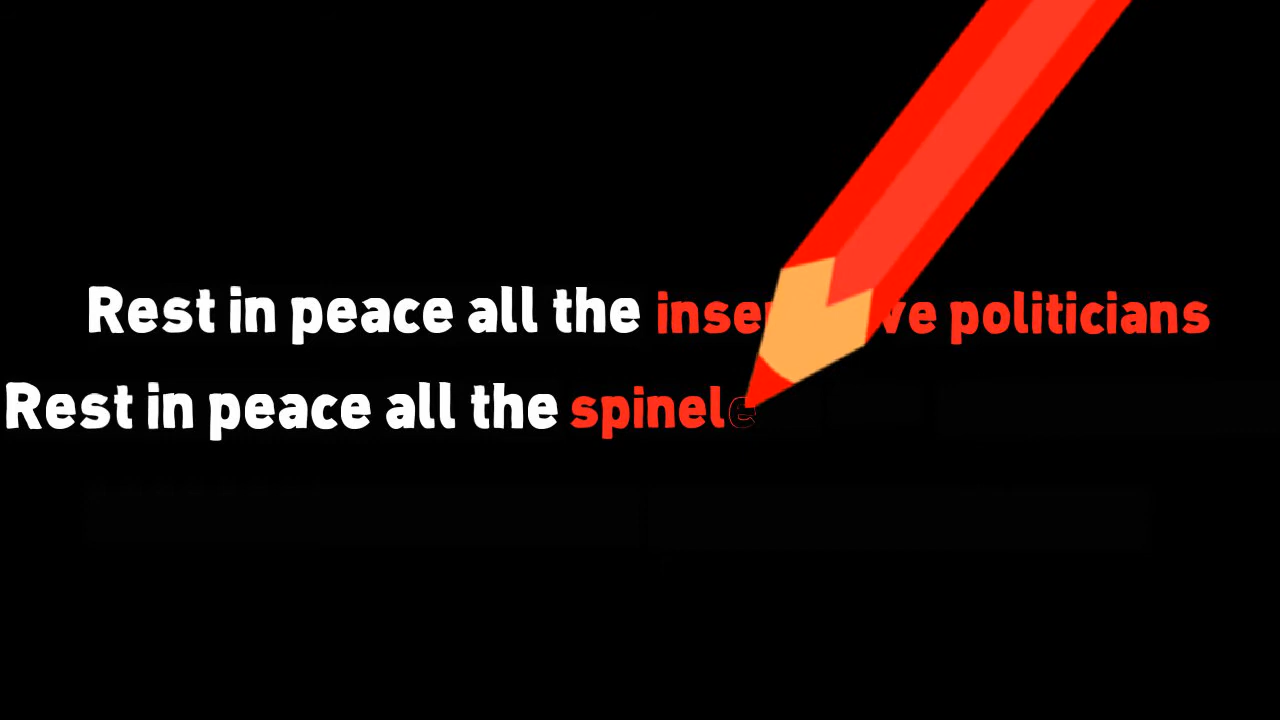 Rest in peace all the politicians
Rest in peace all the